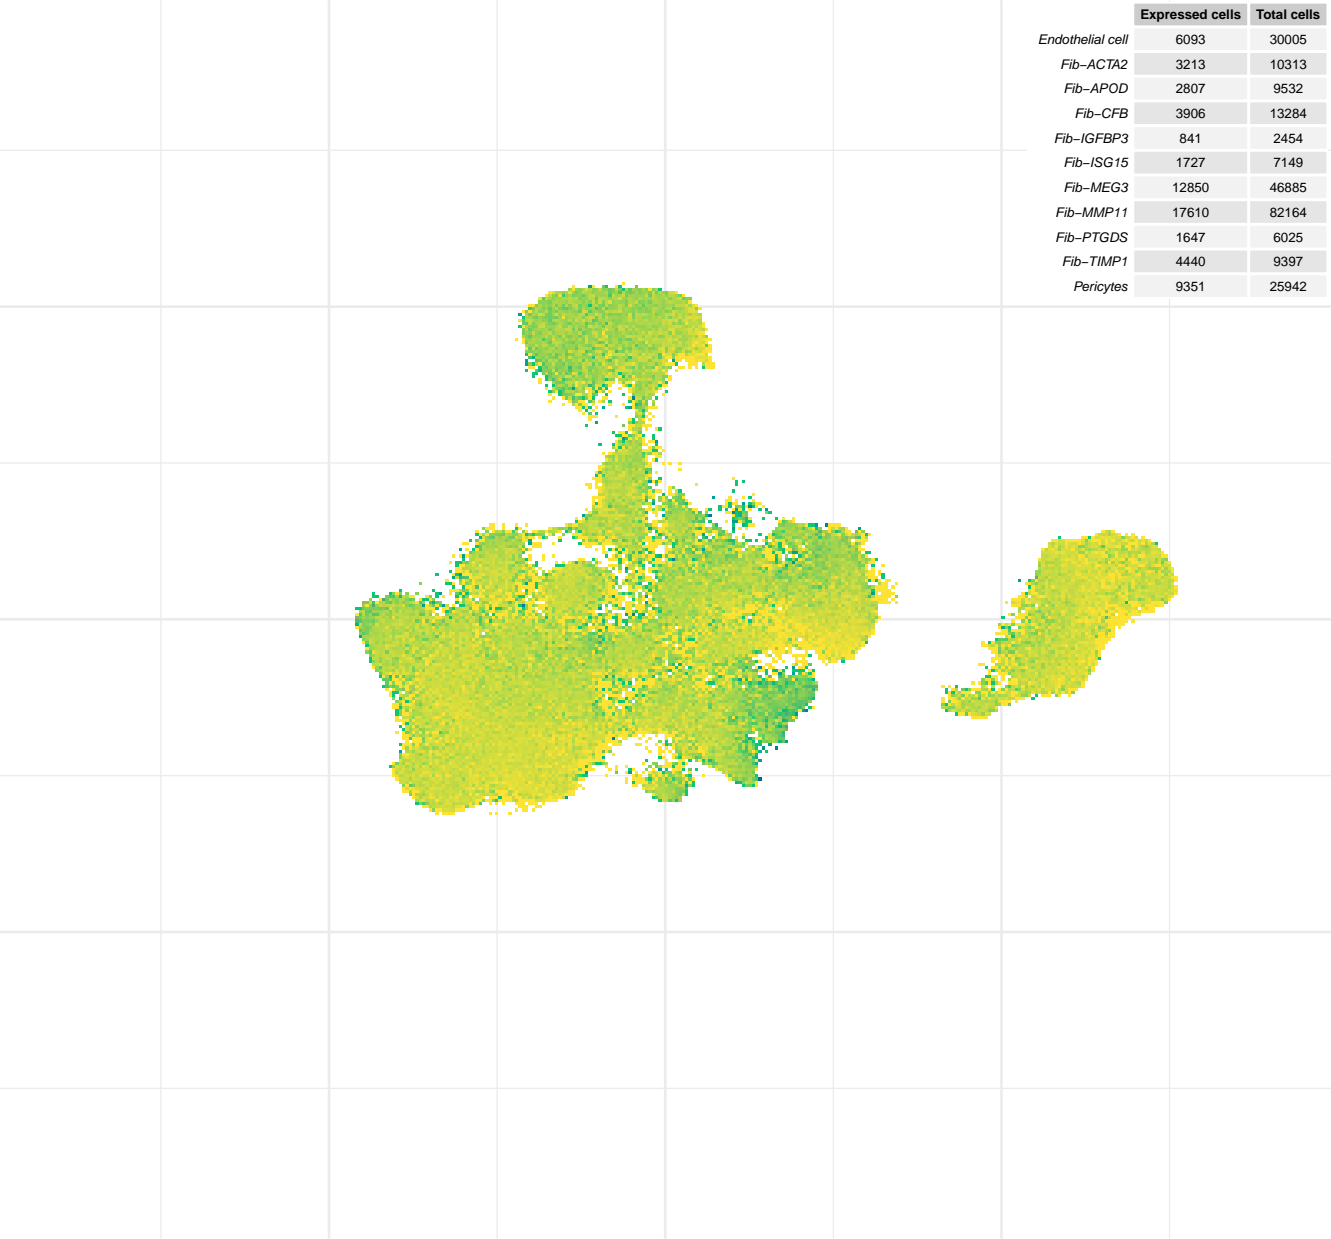 Expressed cells Total cells
Endothelial cell 6093 30005
Fib−ACTA2 3213 10313
Fib−APOD 2807 9532
Fib−CFB 3906 13284
Fib−IGFBP3 841 2454
Fib−ISG15 1727 7149
Fib−MEG3 12850 46885
Fib−MMP11 17610 82164
Fib−PTGDS 1647 6025
Fib−TIMP1 4440 9397
Pericytes 9351 25942